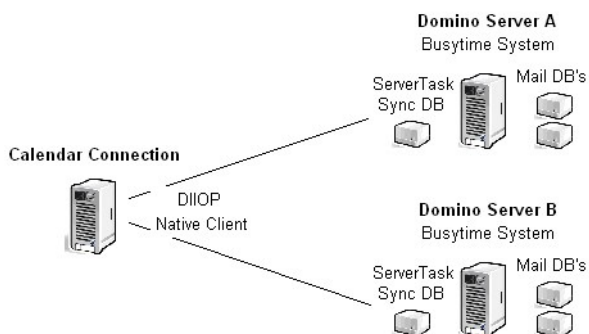 Domino Server A
Busytime System
ServerTask
Sync DB
Mail DB's
Calendar Connection
DIIOP
Native Client
Domino Server B
Busytime System
ServerTask
Sync DB
Mail DB's